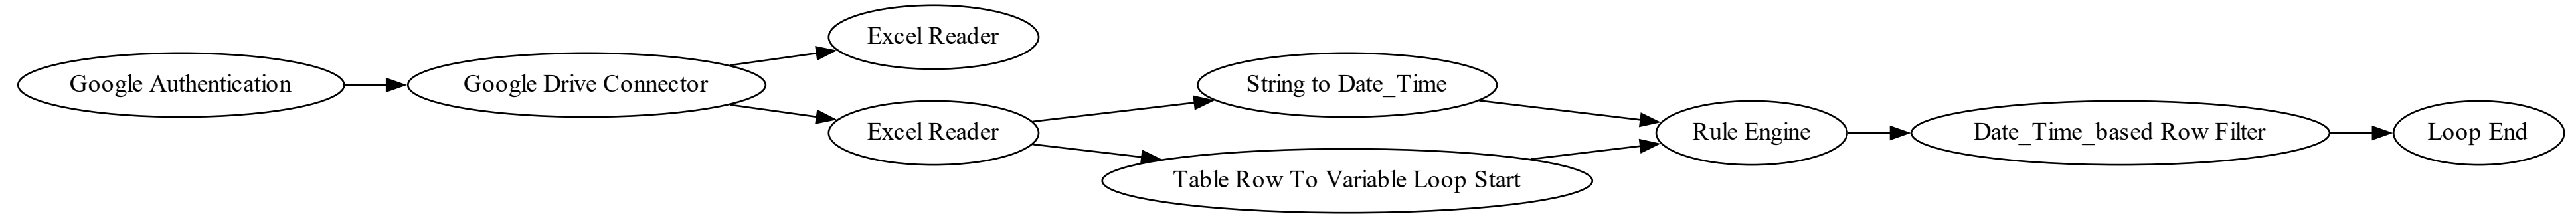 Google Authentication
Google Drive Connector
Excel Reader
Excel Reader
String to Date_Time
Table Row To Variable Loop Start
Rule Engine
Date_Time_based Row Filter
Loop End